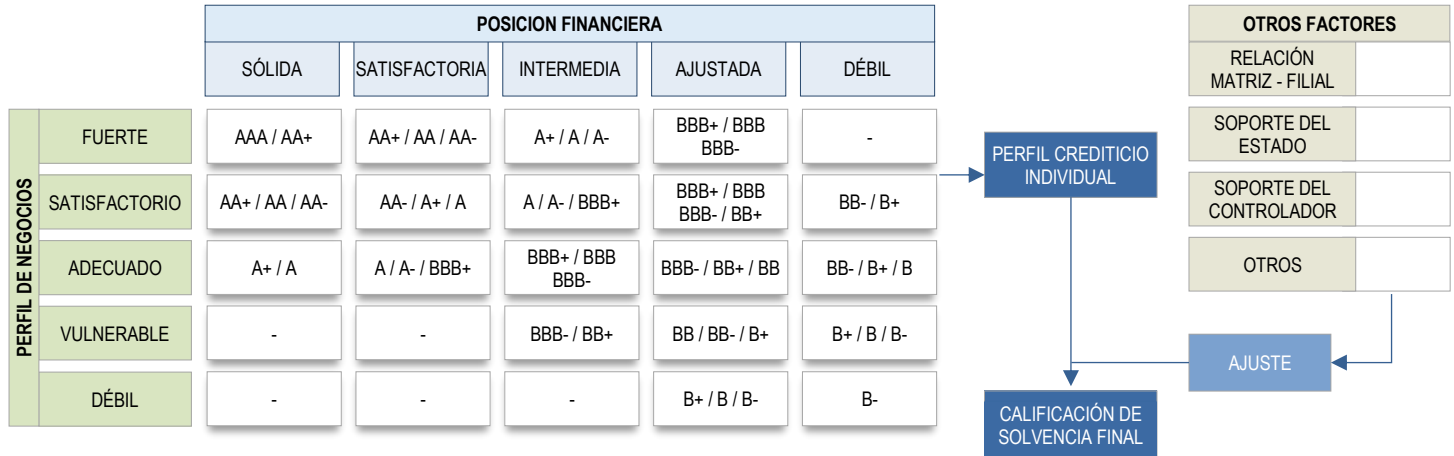 POSICION FINANCIERA
SÓLIDA
SATISFACTORIA
INTERMEDIA
AJUSTADA
DÉBIL
PERFIL DE NEGOCIOS
FUERTE
AAA / AA+
AA+ / AA / AA-
A+ / A / A-
BBB+ / BBB
BBB-
-
SATISFACTORIO
AA+ / AA / AA-
AA- / A+ / A
A / A- / BBB+
BBB+ / BBB
BBB- / BB+
BB- / B+
ADECUADO
A+ / A
A / A- / BBB+
BBB+ / BBB
BBB-
BBB- / BB+ / BB
BB- / B+ / B
VULNERABLE
-
-
BBB- / BB+
BB / BB- / B+
B+ / B / B-
DÉBIL
-
-
-
B+ / B / B-
B-
PERFIL CREDITICIO
INDIVIDUAL
OTROS FACTORES
RELACIÓN
MATRIZ - FILIAL
SOPORTE DEL
ESTADO
SOPORTE DEL
CONTROLADOR
OTROS
AJUSTE
CALIFICACIÓN DE
SOLVENCIA FINAL